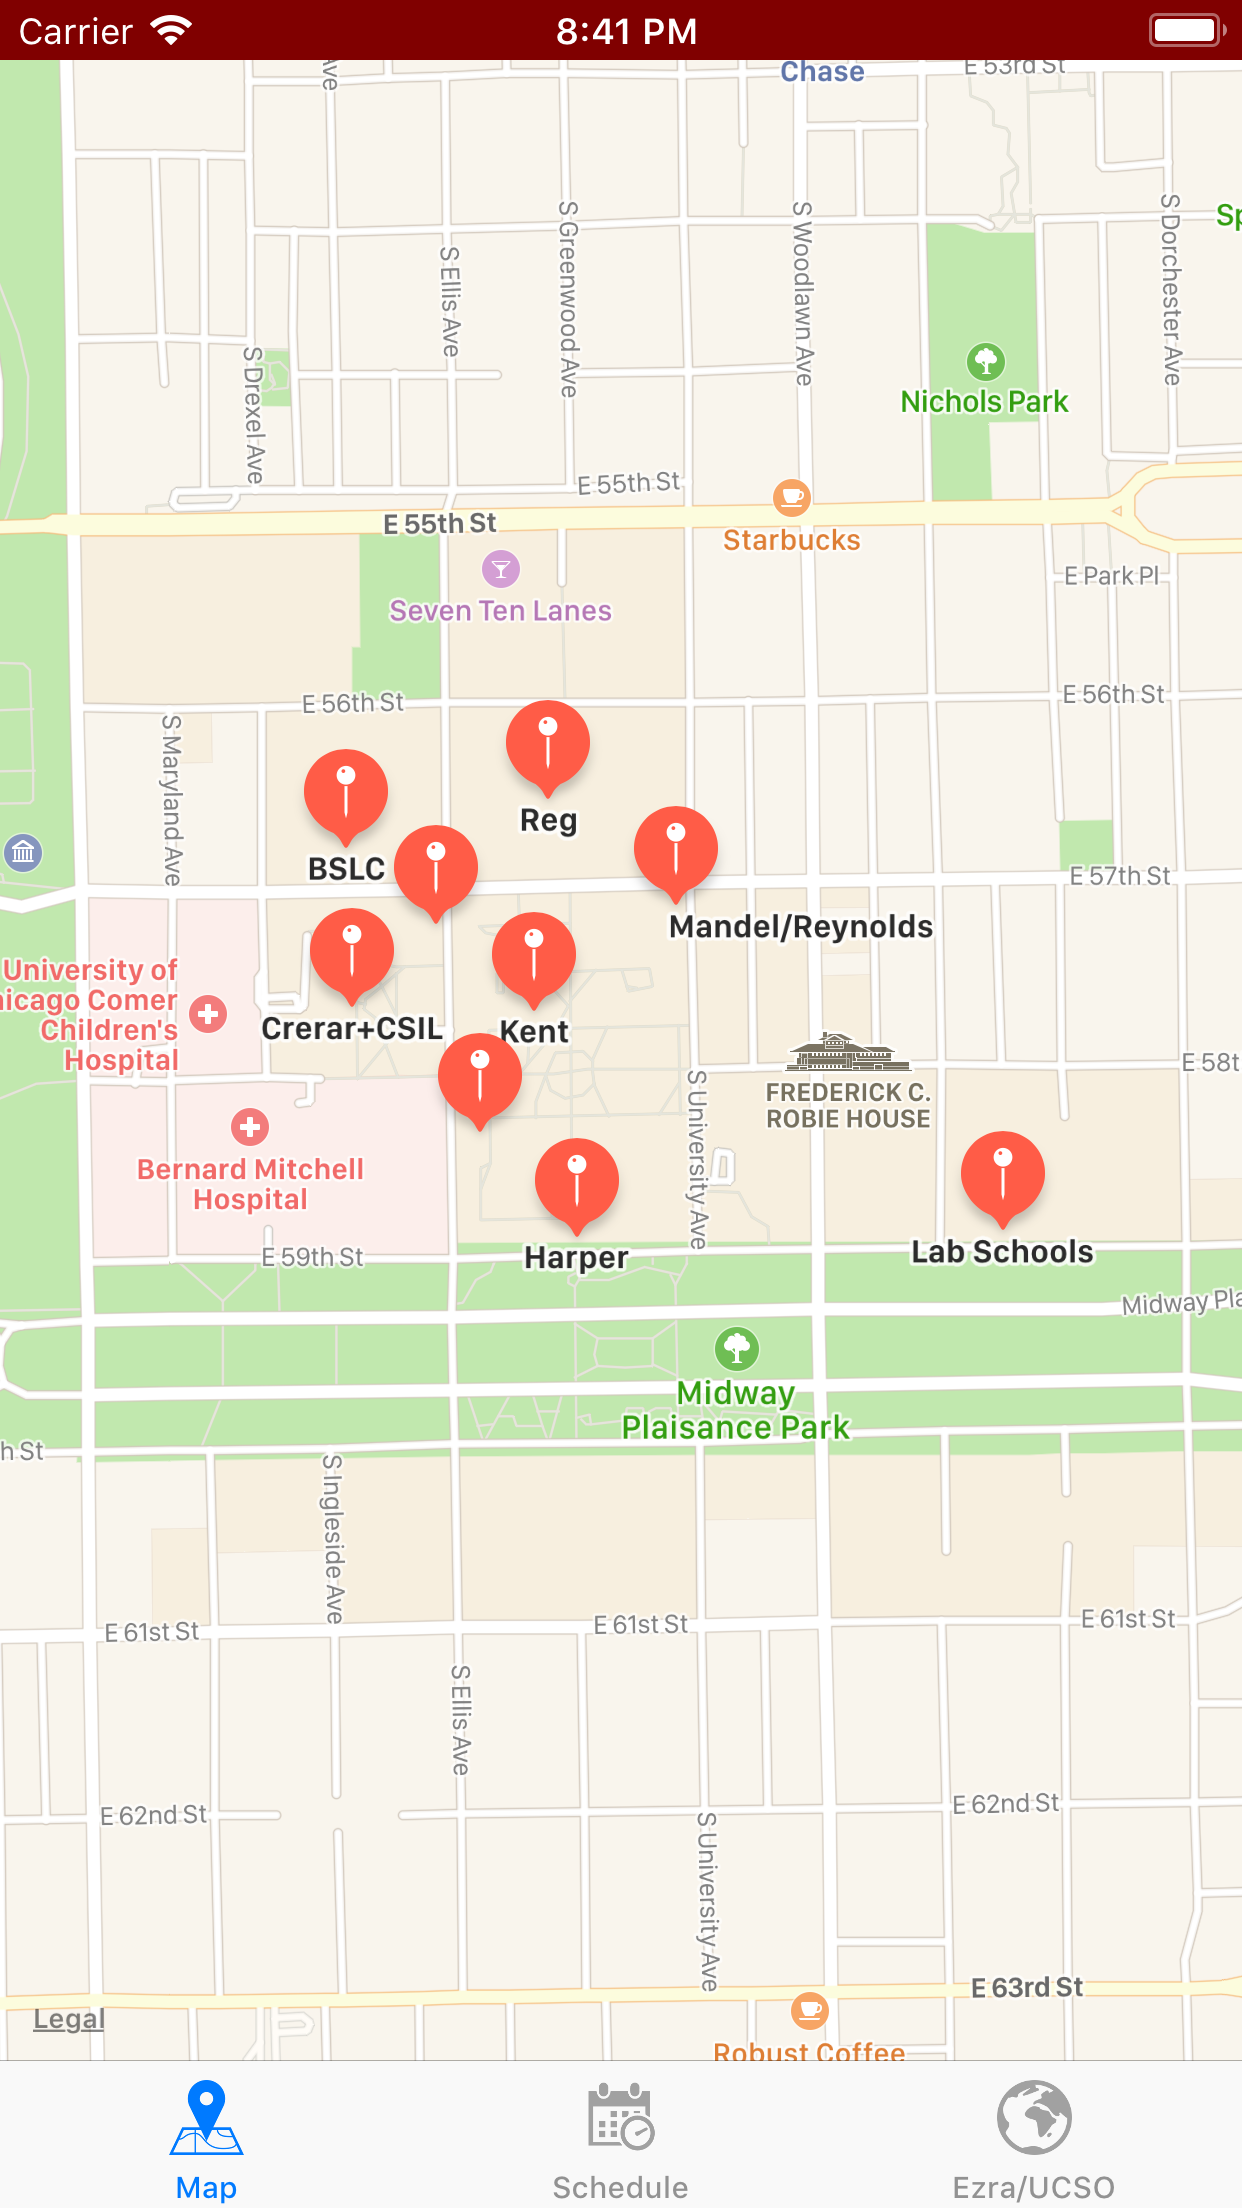 Carrier
8:41 PM
Ave
Chase
E 53rd St
S Greenwood Ave
S Woodlawn Ave
S Dorchester Ave
Sp
S Ellis Ave
S Drexel Ave
Nichols Park
E 55th St
E 55th St
Starbucks
E Park Pl
Seven Ten Lanes
E 56th St
E 56th St
S Maryland Ave
Reg
BSLC
E 57th St
Mandel/Reynolds
University of
hicago Comer
Children's
Hospital
Crerar+CSIL
Kent
E 58t
FREDERICK C.
ROBIE HOUSE
S University Ave
Bernard Mitchell
Hospital
E 59th St
Harper
Lab Schools
Midway Pla
Midway
Plaisance Park
h St
S Ingleside Ave
E 61st St
E 61st St
E 61st St
S Ellis Ave
E 62nd St
E 62nd St
S University Ave
E 63rd St
Legal
Robust Coffee
Map
Schedule
Ezra/UCSO